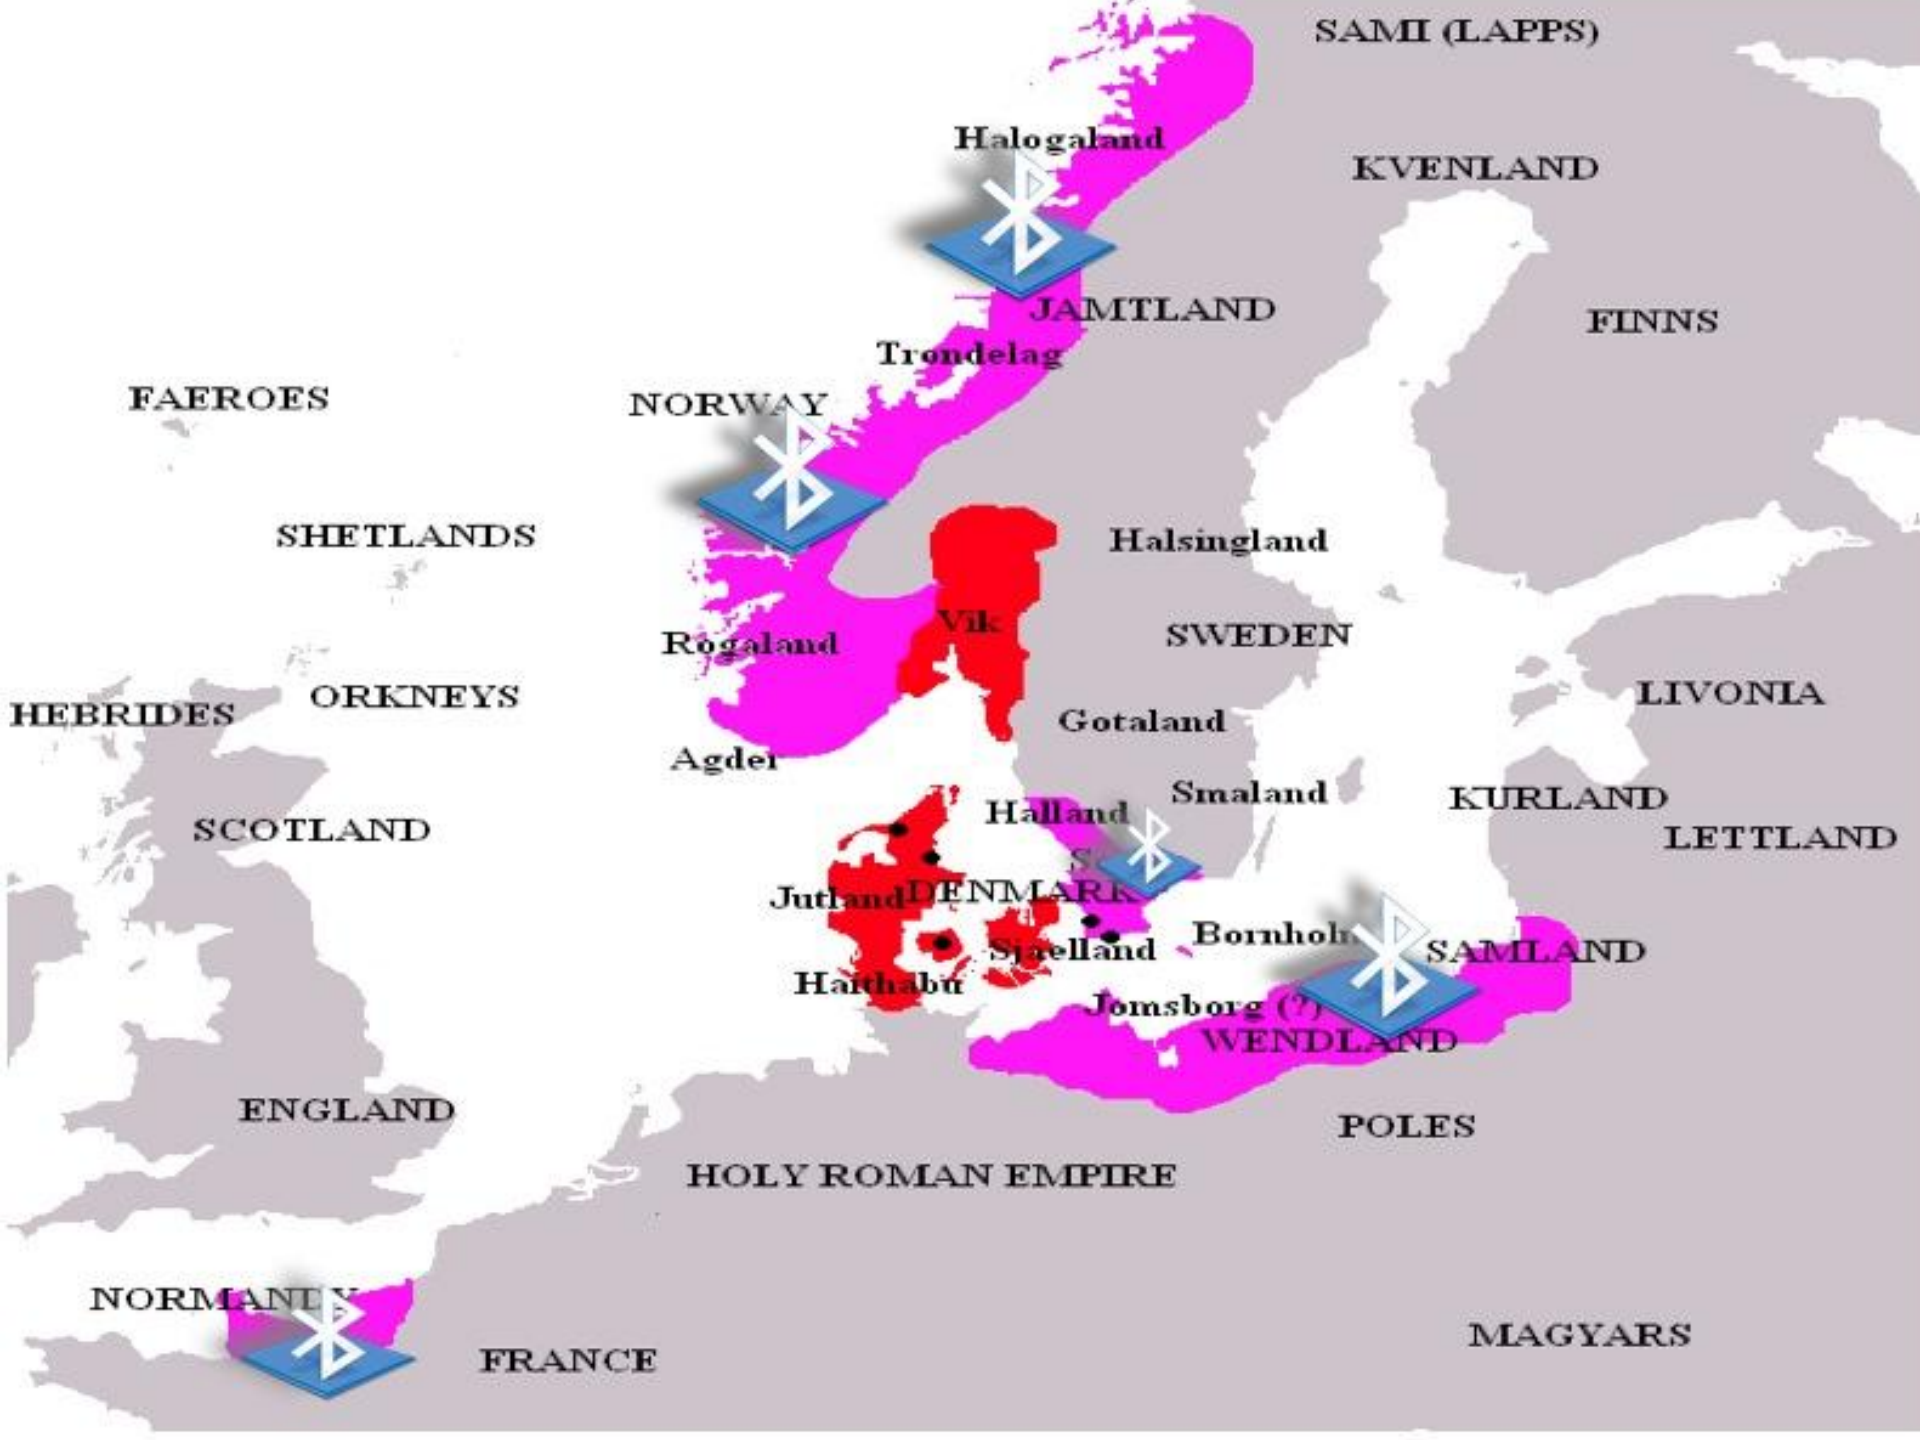 SAMI (LAPPS)
Halogaland
KVENLAND
JAMTLAND
FINNS
Trondelag
FAEROES
NORWAY
SHETLANDS
Halsingland
Vik
SWEDEN
Rogaland
ORKNEYS
LIVONIA
HEBRIDES
Gotaland
Agder
Smaland
KURLAND
Halland
SCOTLAND
LETTLAND
DENMARK
Jutland
Bornholm
Sjaelland
SAMLAND
Haithabu
Jomsborg (?)
WENDLAND
ENGLAND
POLES
HOLY ROMAN EMPIRE
NORMANDY
MAGYARS
FRANCE